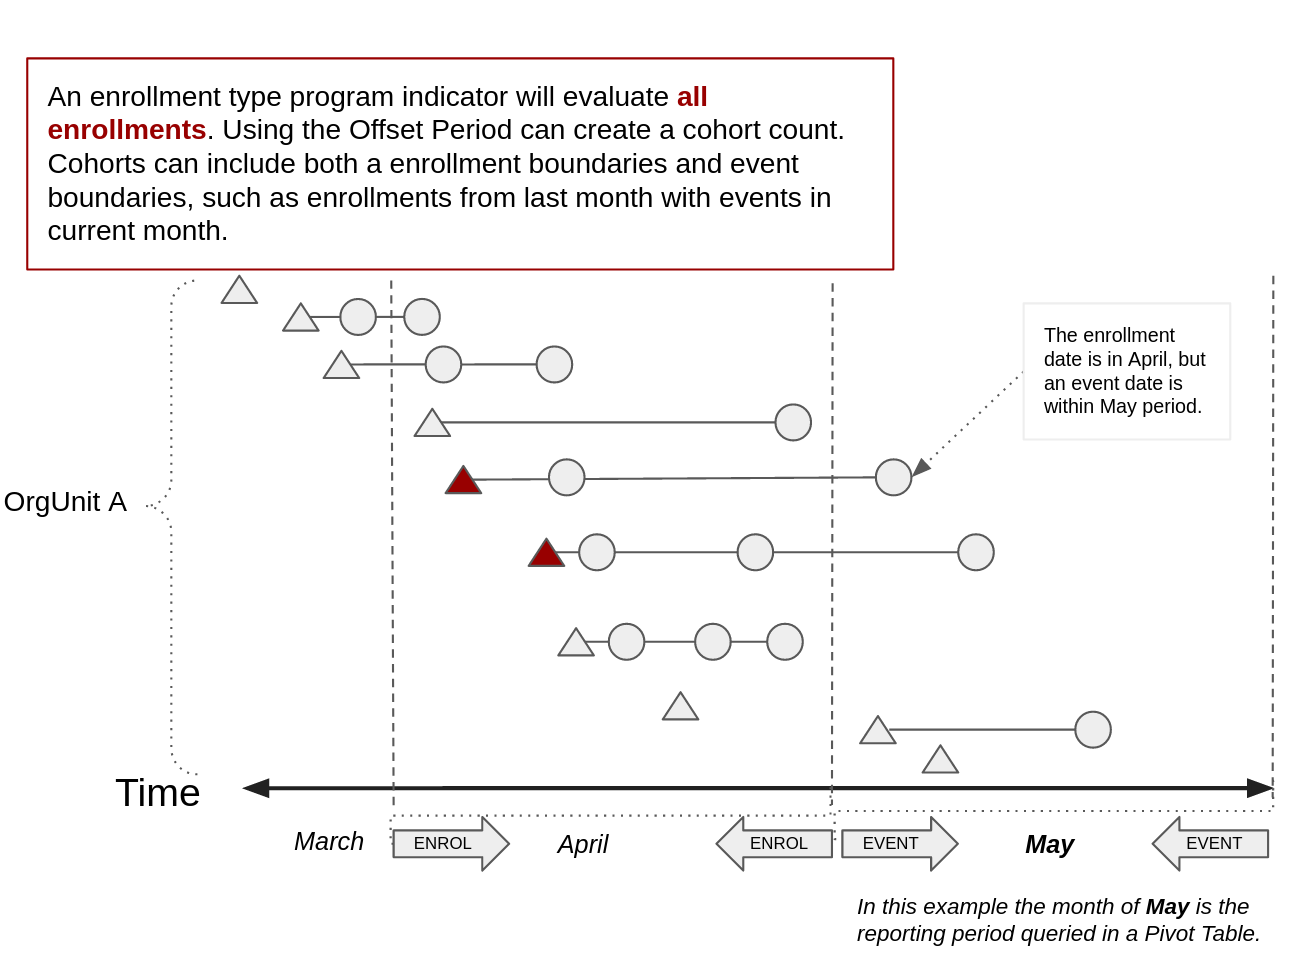 An enrollment type program indicator will evaluate all
enrollments. Using the Offset Period can create a cohort count.
Cohorts can include both a enrollment boundaries and event
boundaries, such as enrollments from last month with events in
current month.
The enrollment
date is in April, but
an event date is
within May period.
OrgUnit A
Time
March
ENROL
April
ENROL
EVENT
May
EVENT
In this example the month of May is the
reporting period queried in a Pivot Table.